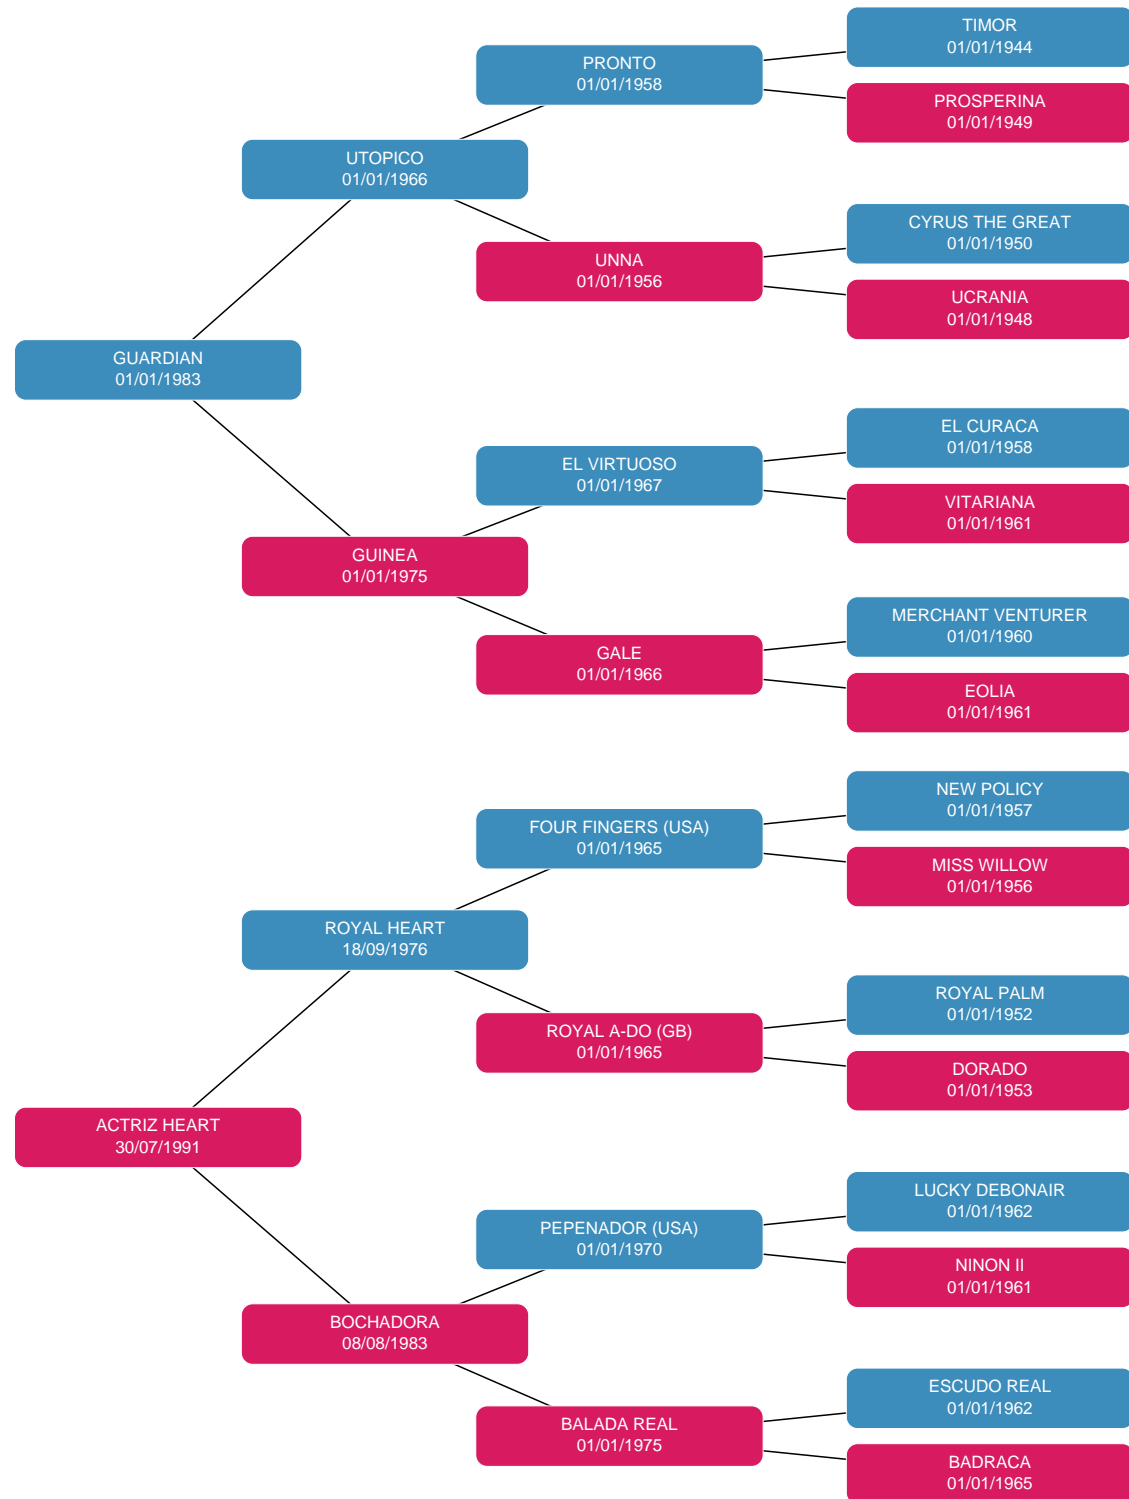 TIMOR
01/01/1944
PRONTO
01/01/1958
PROSPERINA
01/01/1949
UTOPICO
01/01/1966
CYRUS THE GREAT
01/01/1950
UNNA
01/01/1956
UCRANIA
01/01/1948
GUARDIAN
01/01/1983
EL CURACA
01/01/1958
EL VIRTUOSO
01/01/1967
VITARIANA
01/01/1961
GUINEA
01/01/1975
MERCHANT VENTURER
01/01/1960
GALE
01/01/1966
EOLIA
01/01/1961
NEW POLICY
01/01/1957
FOUR FINGERS (USA)
01/01/1965
MISS WILLOW
01/01/1956
ROYAL HEART
18/09/1976
ROYAL PALM
01/01/1952
ROYAL A-DO (GB)
01/01/1965
DORADO
01/01/1953
ACTRIZ HEART
30/07/1991
LUCKY DEBONAIR
01/01/1962
PEPENADOR (USA)
01/01/1970
NINON II
01/01/1961
BOCHADORA
08/08/1983
ESCUDO REAL
01/01/1962
BALADA REAL
01/01/1975
BADRACA
01/01/1965